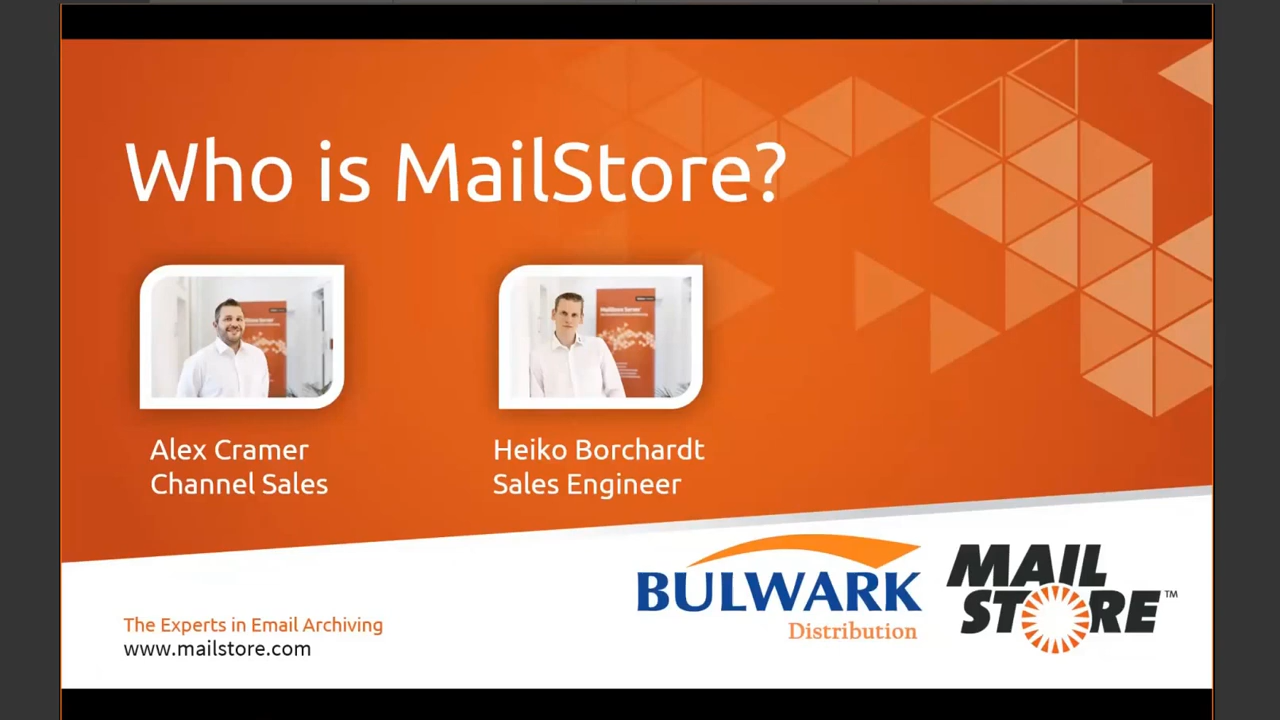 Who is MailStore?
Alex Cramer
Channel Sales
Heiko Borchardt
Sales Engineer
BULWARK
Distribution
MAIL
STORE™
The Experts in Email Archiving
www.mailstore.com